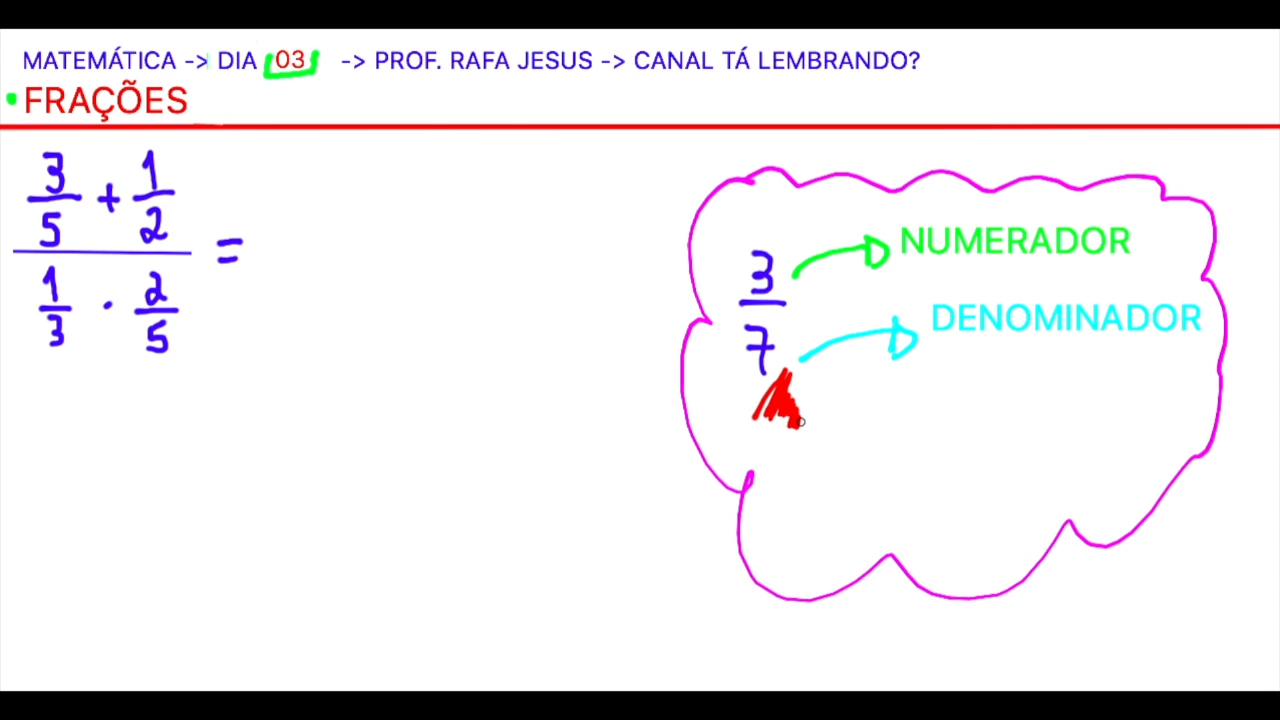 MATEMÁTICA -> DIA 03 -> PROF. RAFA JESUS -> CANAL TÁ LEMBRANDO?
• FRAÇÕES
3/5 + 1/2
=
1/3 · 2/5
3
7
NUMERADOR
DENOMINADOR